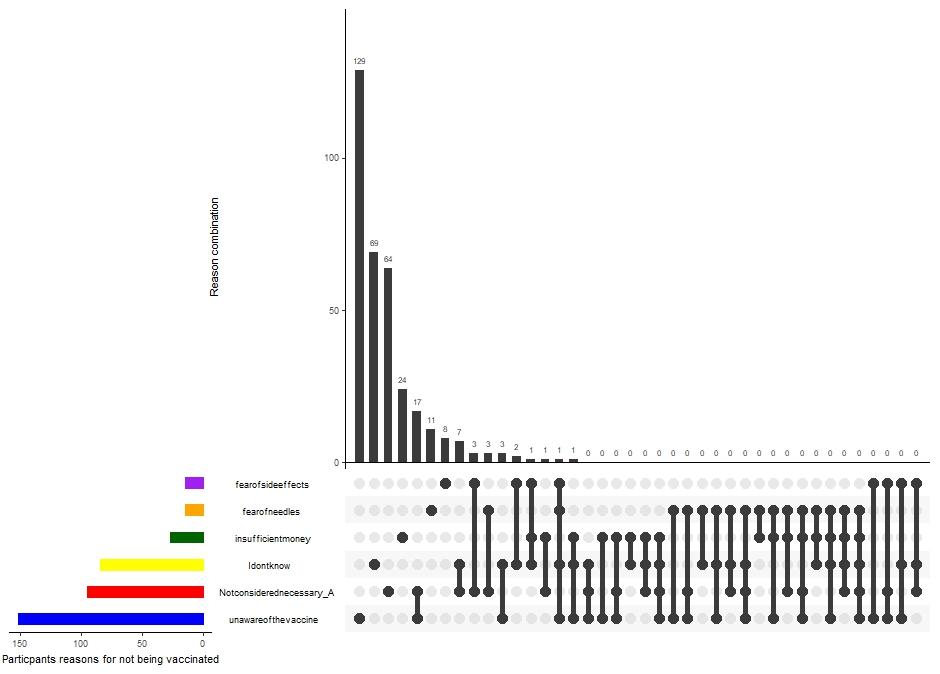 129
100
69
64
50
24
17
11
8
7
3 3 3 2 1 1 1 1 0 0 0 0 0 0 0 0 0 0 0 0 0 0 0 0 0 0 0 0 0 0
0
Reason combination
fearofsideeffects
fearofneedles
insufficientmoney
Idontknow
Notconsiderednecessary_A
unawareofthevaccine
150 100 50 0
Particpants reasons for not being vaccinated